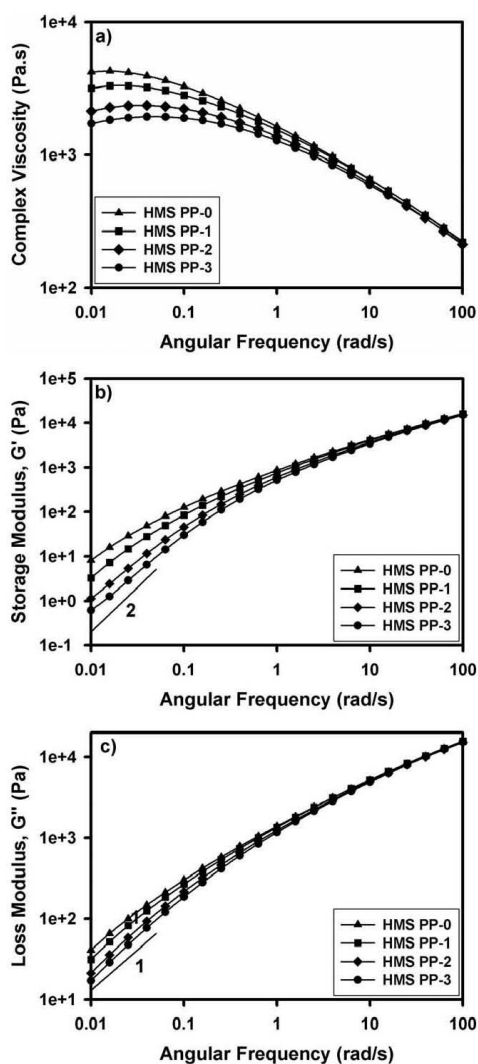 a)
1e+4
1e+3
1e+2
Complex Viscosity (Pa.s)
HMS PP-0
HMS PP-1
HMS PP-2
HMS PP-3
0.01 0.1 1 10 100
Angular Frequency (rad/s)
b)
1e+5
1e+4
1e+3
1e+2
1e+1
1e+0
1e-1
Storage Modulus, G' (Pa)
2
HMS PP-0
HMS PP-1
HMS PP-2
HMS PP-3
0.01 0.1 1 10 100
Angular Frequency (rad/s)
c)
1e+4
1e+3
1e+2
1e+1
Loss Modulus, G'' (Pa)
1
1
HMS PP-0
HMS PP-1
HMS PP-2
HMS PP-3
0.01 0.1 1 10 100
Angular Frequency (rad/s)